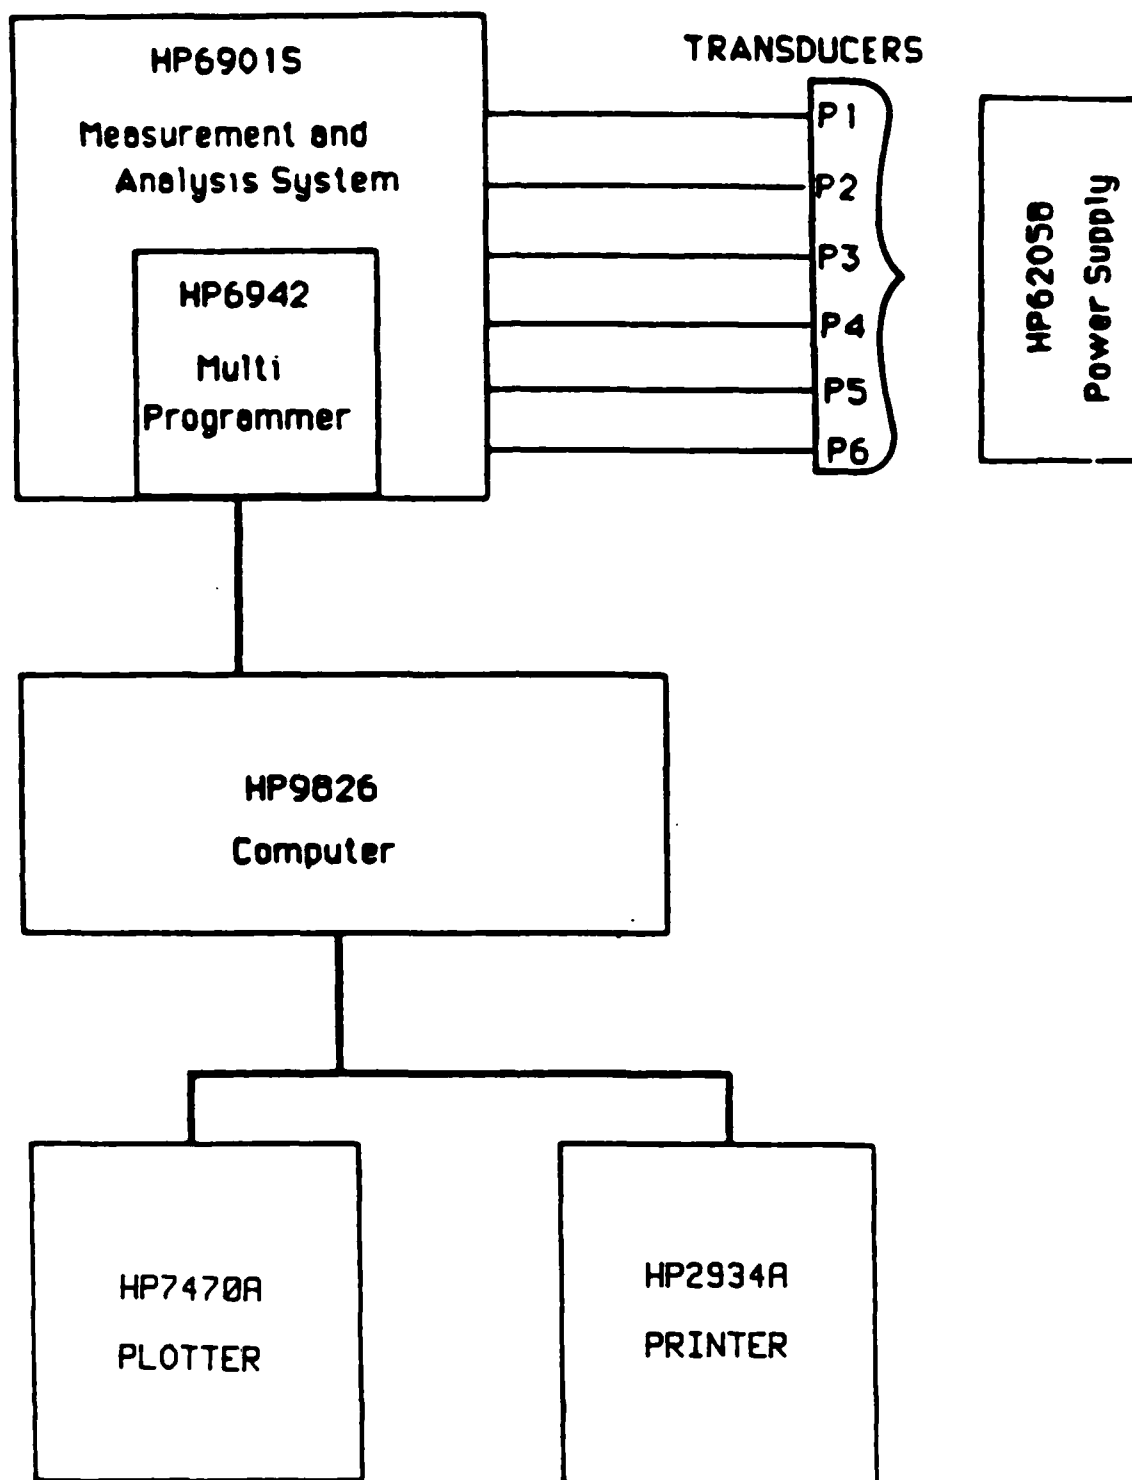 HP6901S
Measurement and
Analysis System
HP6942
Multi
Programmer
TRANSDUCERS
P1
P2
P3
P4
P5
P6
HP6205B
Power Supply
HP9826
Computer
HP7470A
PLOTTER
HP2934A
PRINTER